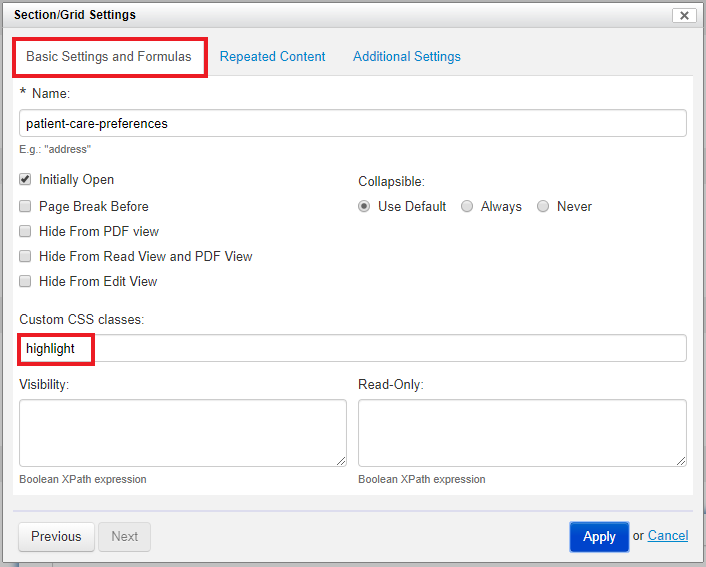 Section/Grid Settings
Basic Settings and Formulas Repeated Content Additional Settings
* Name:
patient-care-preferences
E.g.: "address"
Initially Open
Page Break Before
Hide From PDF view
Hide From Read View and PDF View
Hide From Edit View
Collapsible:
Use Default Always Never
Custom CSS classes:
highlight
Visibility: Read-Only:
Boolean XPath expression Boolean XPath expression
Previous Next Apply or Cancel